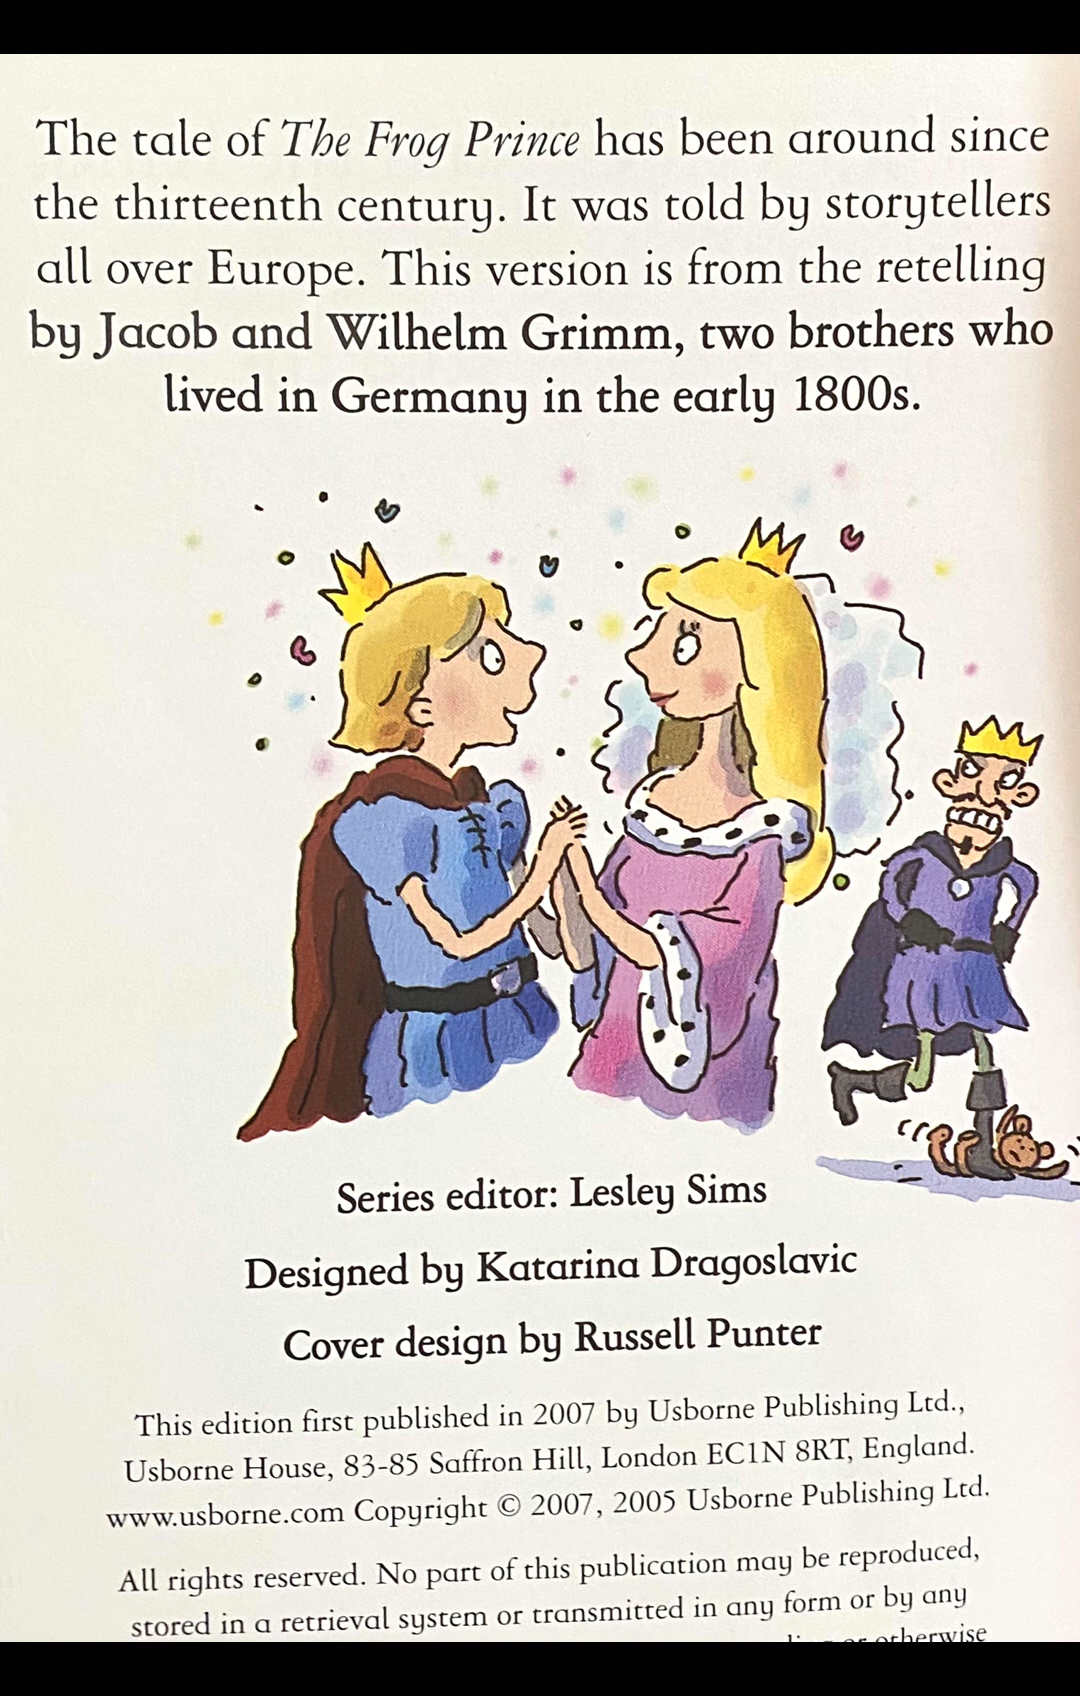 The tale of The Frog Prince has been around since
the thirteenth century. It was told by storytellers
all over Europe. This version is from the retelling
by Jacob and Wilhelm Grimm, two brothers who
lived in Germany in the early 1800s.
Series editor: Lesley Sims
Designed by Katarina Dragoslavic
Cover design by Russell Punter
This edition first published in 2007 by Usborne Publishing Ltd.,
Usborne House, 83-85 Saffron Hill, London EC1N 8RT, England.
www.usborne.com Copyright © 2007, 2005 Usborne Publishing Ltd.
All rights reserved. No part of this publication may be reproduced,
stored in a retrieval system or transmitted in any form or by any
or otherwise